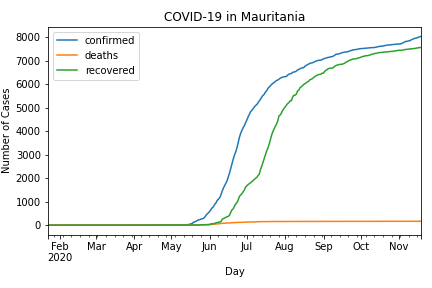 COVID-19 in Mauritania
confirmed
deaths
recovered
Number of Cases
8000
7000
6000
5000
4000
3000
2000
1000
0
Feb Mar Apr May Jun Jul Aug Sep Oct Nov
2020
Day